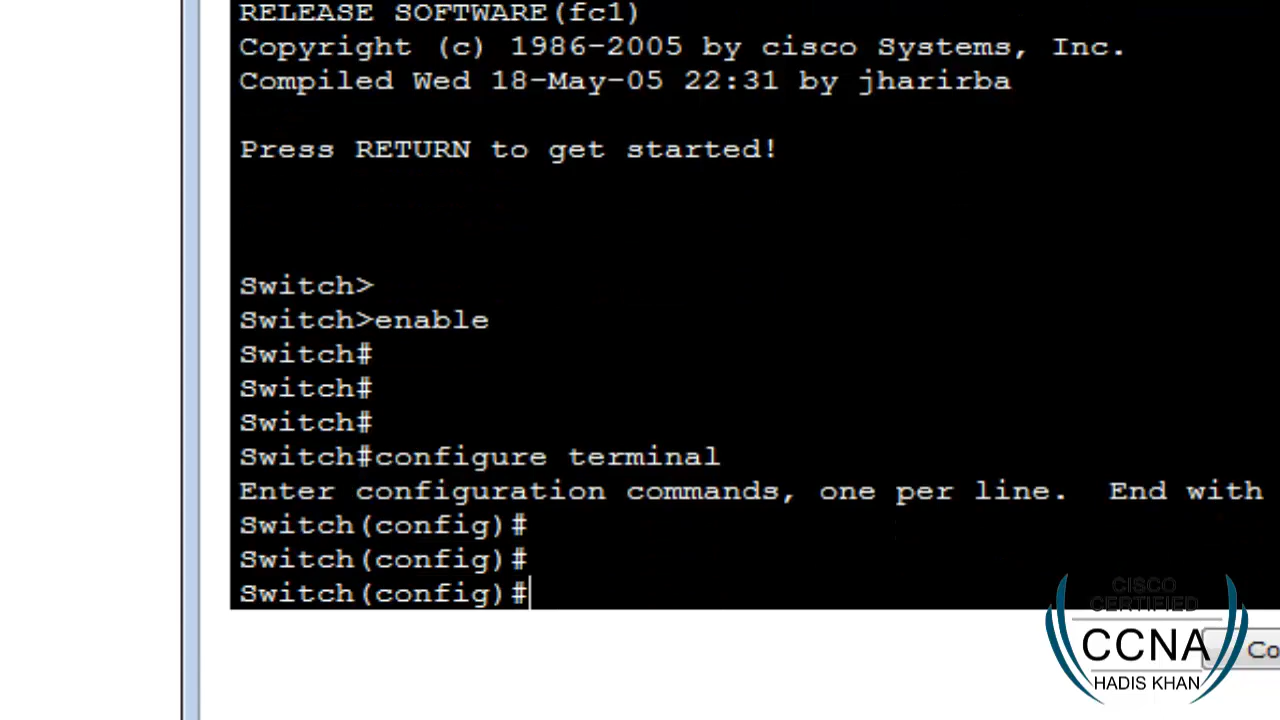 RELEASE SOFTWARE(fc1)
Copyright (c) 1986-2005 by cisco Systems, Inc.
Compiled Wed 18-May-05 22:31 by jharirba
Press RETURN to get started!
Switch>
Switch>enable
Switch#
Switch#
Switch#
Switch#configure terminal
Enter configuration commands, one per line.  End with
Switch(config)#
Switch(config)#
Switch(config)#
CISCO
CERTIFIED
CCNA
HADIS KHAN
Co